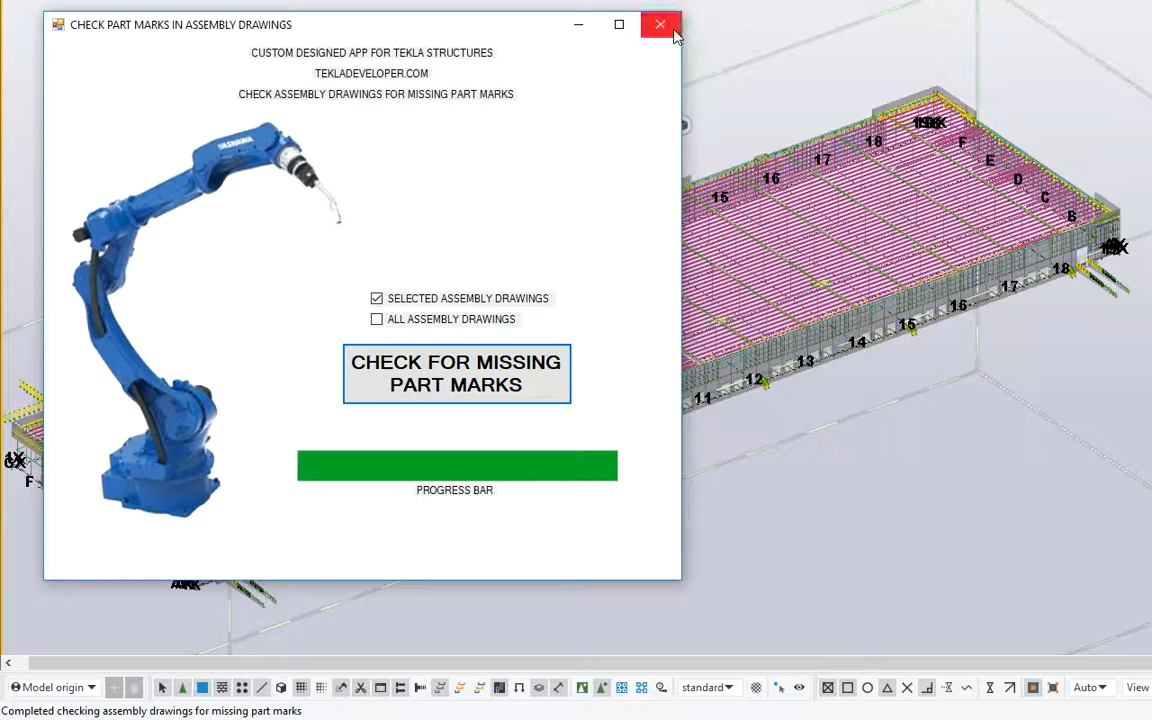 CHECK PART MARKS IN ASSEMBLY DRAWINGS
CUSTOM DESIGNED APP FOR TEKLA STRUCTURES
TEKLADEVELOPER.COM
CHECK ASSEMBLY DRAWINGS FOR MISSING PART MARKS
YASKAWA
SELECTED ASSEMBLY DRAWINGS
ALL ASSEMBLY DRAWINGS
CHECK FOR MISSING
PART MARKS
PROGRESS BAR
F
E
D
C
B
15
16
17
18
11
12
13
14
15
16
17
18
1X
F
Model origin
standard
Auto
View
Completed checking assembly drawings for missing part marks